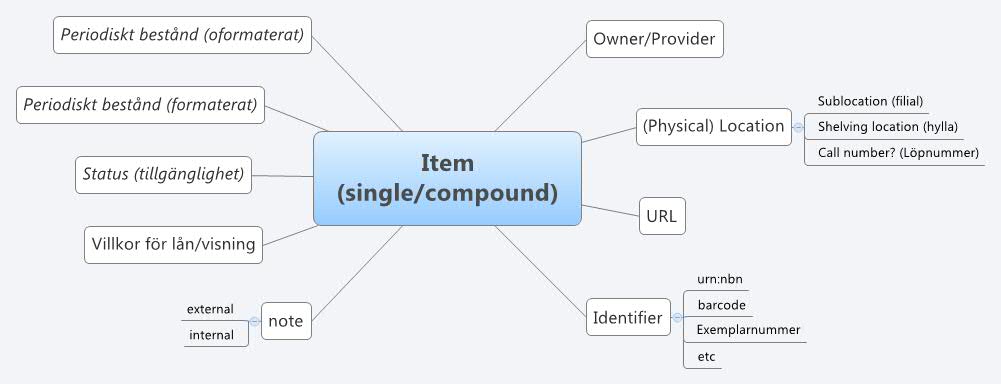 Periodiskt bestånd (oformaterat)
Periodiskt bestånd (formaterat)
Status (tillgänglighet)
Villkor för lån/visning
note
external
internal
Item
(single/compound)
Owner/Provider
(Physical) Location
Sublocation (filial)
Shelving location (hylla)
Call number? (Löpnummer)
URL
Identifier
urn:nbn
barcode
Exemplarnummer
etc